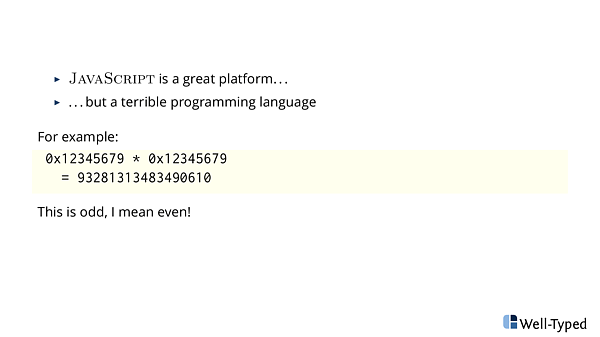 ▸ JAVASCRIPT is a great platform…
▸ …but a terrible programming language
For example:
0x12345679 * 0x12345679
= 93281313483490610
This is odd, I mean even!
Well-Typed